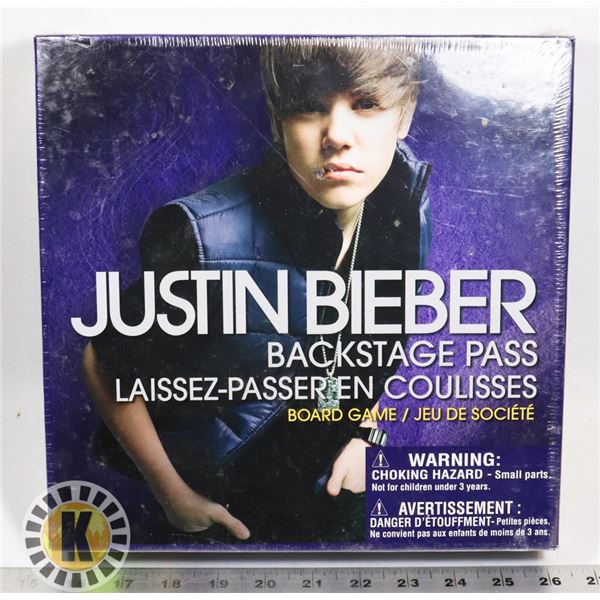 JUSTIN BIEBER
BACKSTAGE PASS
LAISSEZ-PASSER EN COULISSES
BOARD GAME / JEU DE SOCIÉTÉ
WARNING:
CHOKING HAZARD - Small parts.
Not for children under 3 years.
AVERTISSEMENT :
DANGER D'ÉTOUFFMENT- Petites pièces.
Ne convient pas aux enfants de moins de 3 ans.
K
15 16 17 18 19 20 21 22 23 24 25 26